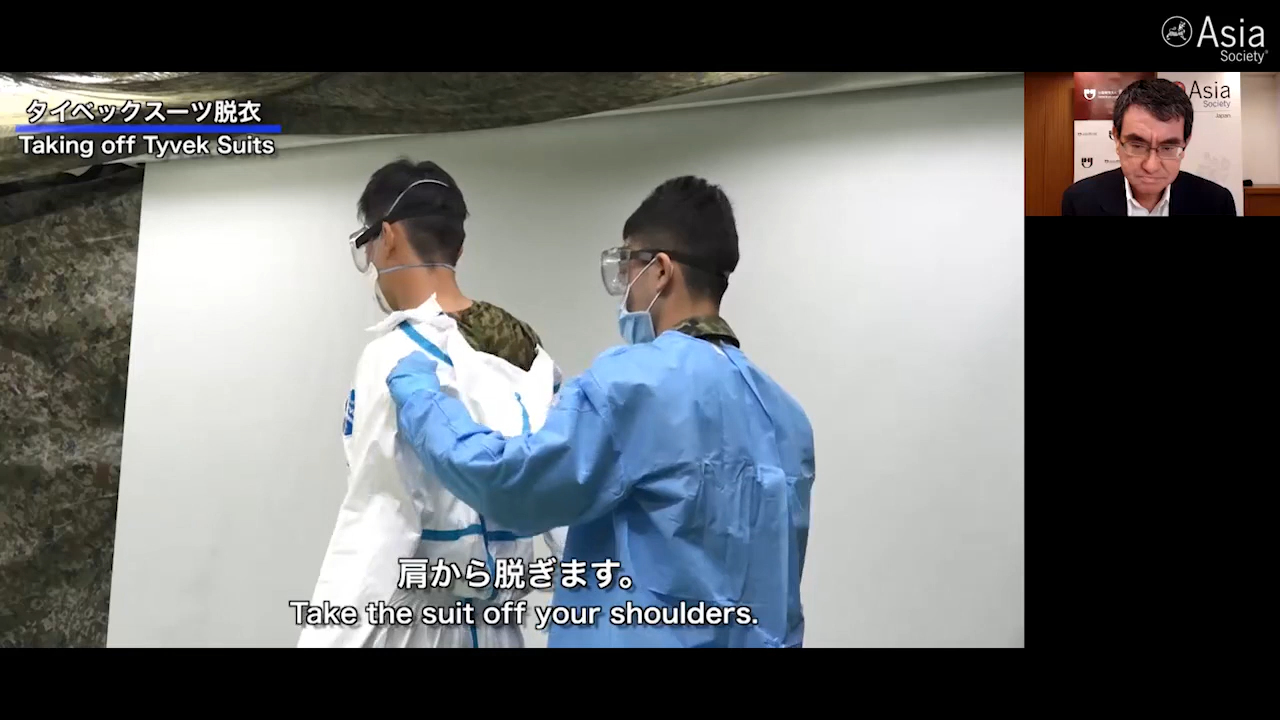 Asia
Society
タイベックスーツ脱衣
Taking off Tyvek Suits
Asia
Society
Japan
肩から脱ぎます。
Take the suit off your shoulders.